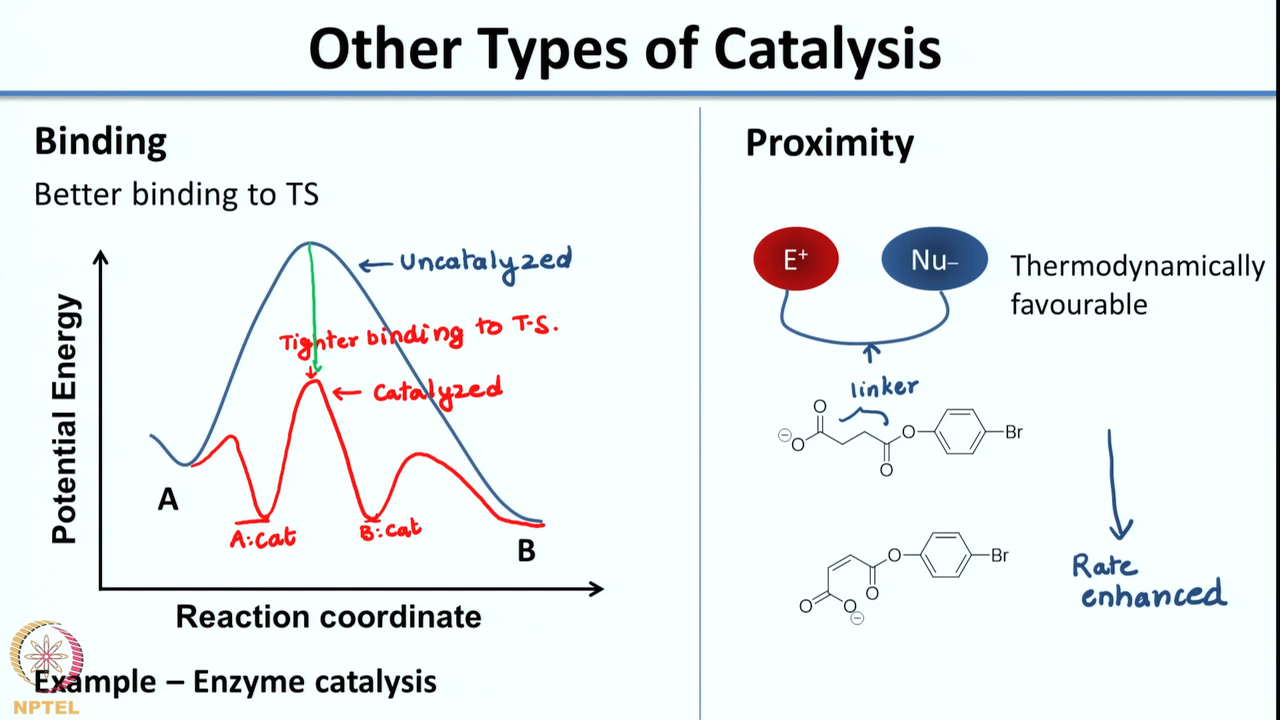 Other Types of Catalysis
Binding
Better binding to TS
Potential Energy
← Uncatalyzed
Tighter binding to T.S.
← Catalyzed
A
A:cat
B:cat
B
Reaction coordinate
Example – Enzyme catalysis
NPTEL
Proximity
E⁺
Nu–
Thermodynamically
favourable
linker
O
⊖O
O
O
Br
O
Br
O
O
O
⊖
Rate
enhanced